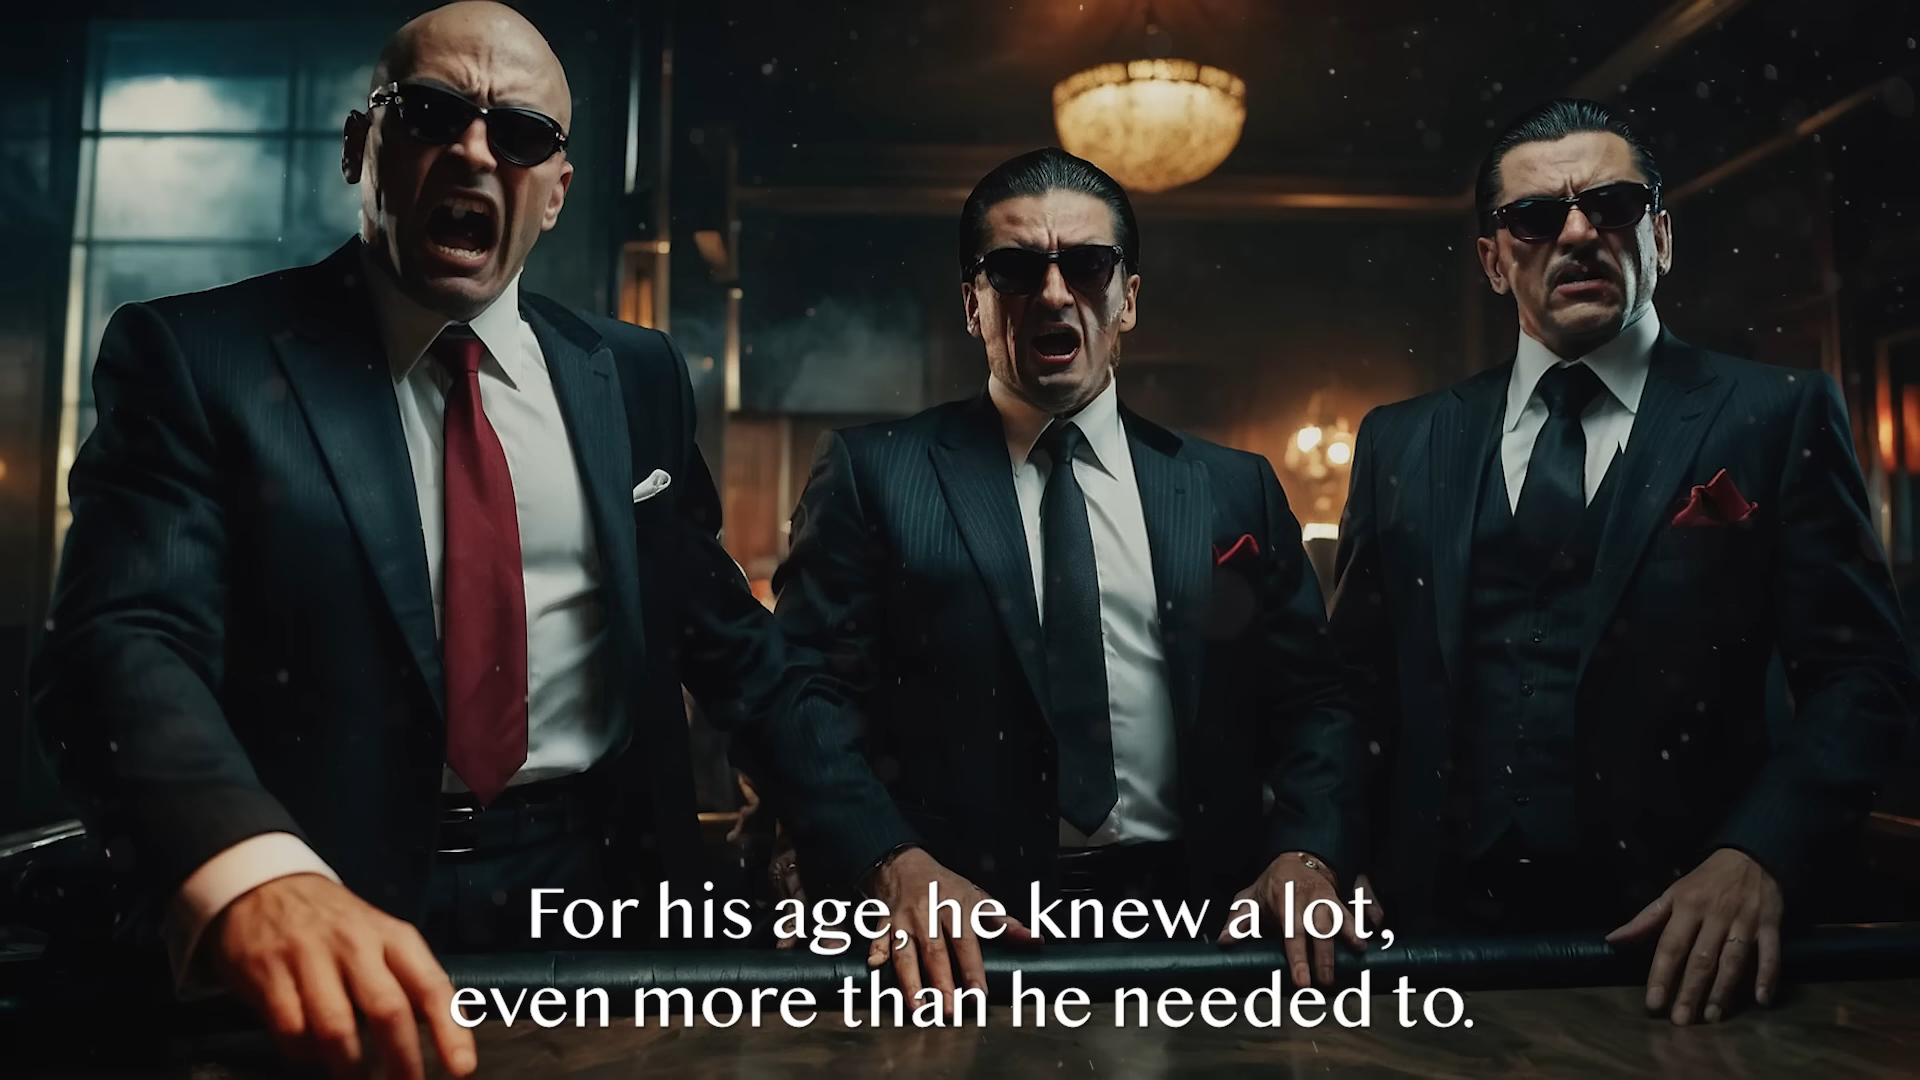 For his age, he knew a lot,
even more than he needed to.